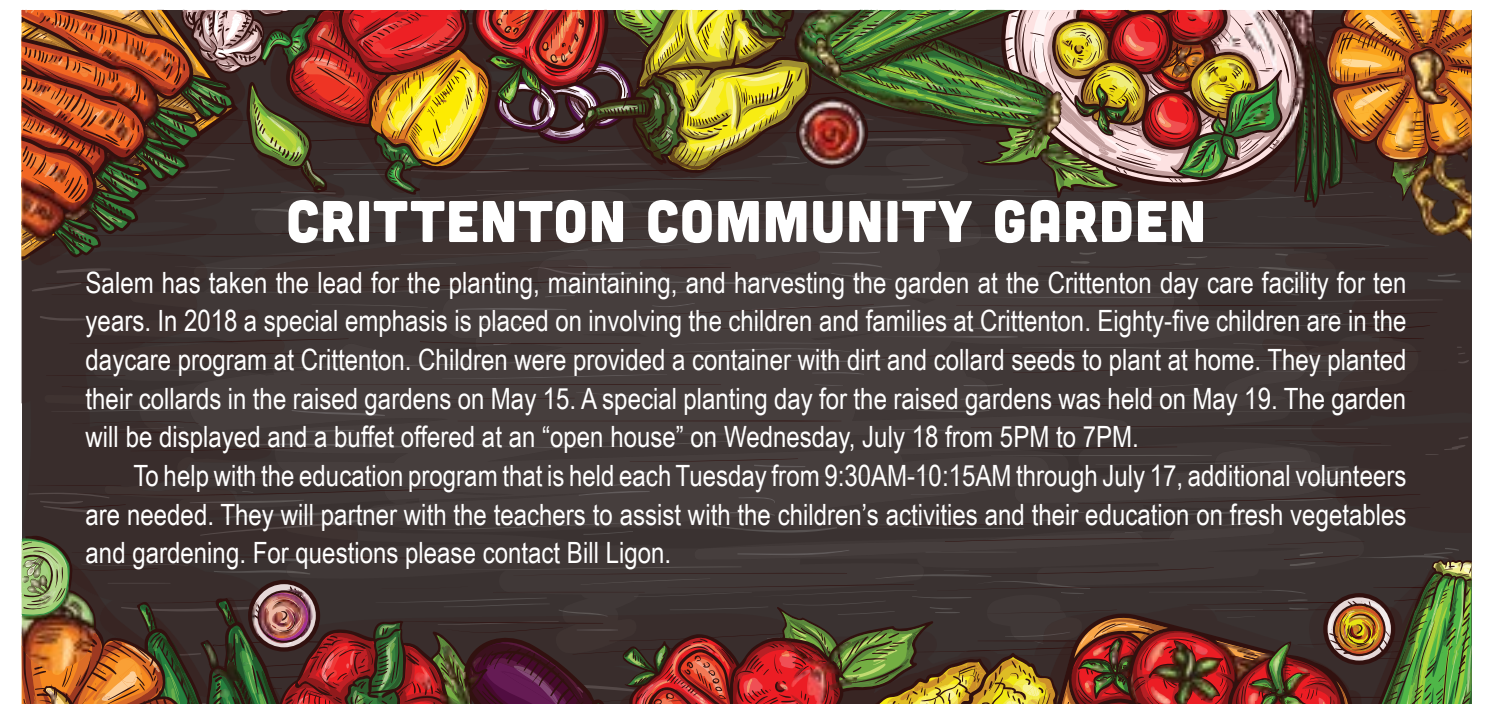 CRITTENTON COMMUNITY GARDEN
Salem has taken the lead for the planting, maintaining, and harvesting the garden at the Crittenton day care facility for ten
years. In 2018 a special emphasis is placed on involving the children and families at Crittenton. Eighty-five children are in the
daycare program at Crittenton. Children were provided a container with dirt and collard seeds to plant at home. They planted
their collards in the raised gardens on May 15. A special planting day for the raised gardens was held on May 19. The garden
will be displayed and a buffet offered at an “open house” on Wednesday, July 18 from 5PM to 7PM.
To help with the education program that is held each Tuesday from 9:30AM-10:15AM through July 17, additional volunteers
are needed. They will partner with the teachers to assist with the children’s activities and their education on fresh vegetables
and gardening. For questions please contact Bill Ligon.